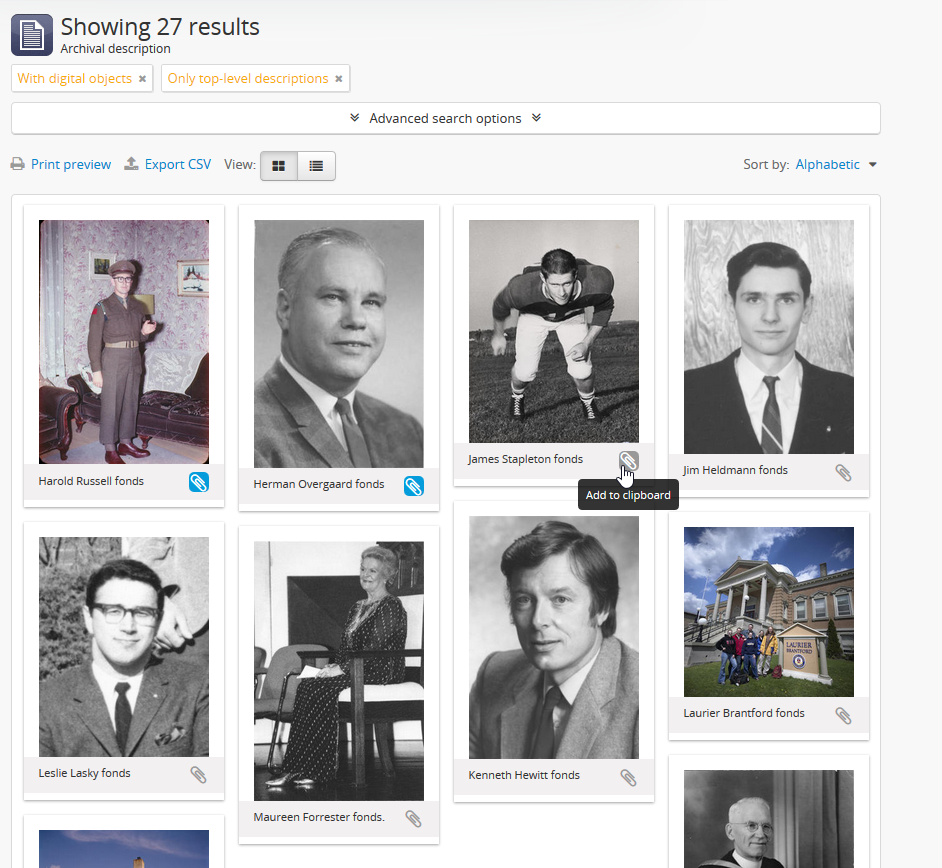 Showing 27 results
Archival description
With digital objects ×
Only top-level descriptions ×
Advanced search options
Print preview Export CSV View: Sort by: Alphabetic
Harold Russell fonds
Herman Overgaard fonds
James Stapleton fonds
Jim Heldmann fonds
Add to clipboard
LAURIER
BRANTFORD
Laurier Brantford fonds
Leslie Lasky fonds
Maureen Forrester fonds.
Kenneth Hewitt fonds